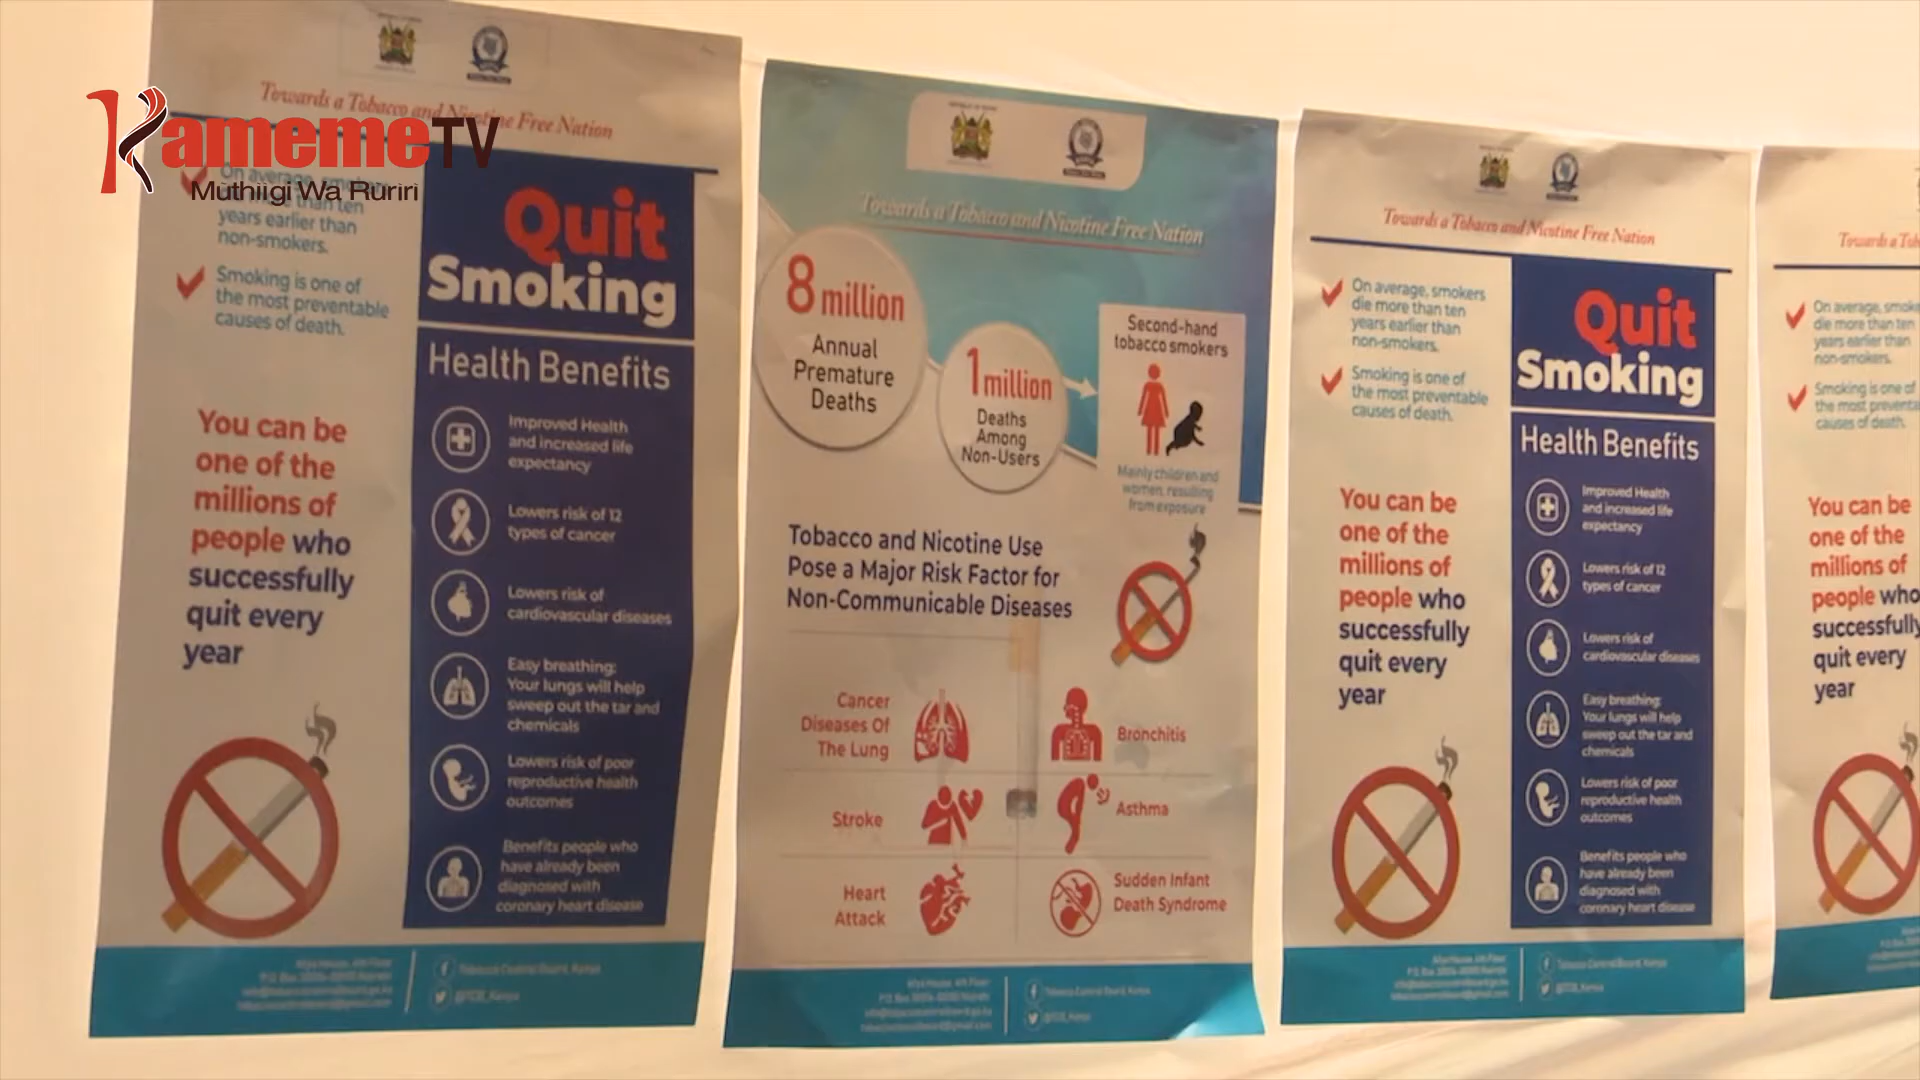 KamemeTV
Muthiigi Wa Ruriri
Towards a Tobacco and Nicotine Free Nation
On average, smokers
die more than ten
years earlier than
non-smokers.
Smoking is one of
the most preventable
causes of death.
You can be
one of the
millions of
people who
successfully
quit every
year
Quit
Smoking
Health Benefits
Improved Health
and increased life
expectancy
Lowers risk of 12
types of cancer
Lowers risk of
cardiovascular diseases
Easy breathing:
Your lungs will help
sweep out the tar and
chemicals
Lowers risk of poor
reproductive health
outcomes
Benefits people who
have already been
diagnosed with
coronary heart disease
Tobacco Control Board, Kenya
@TCB_Kenya
Towards a Tobacco and Nicotine Free Nation
8 million
Annual
Premature
Deaths
1 million
Deaths
Among
Non-Users
Second-hand
tobacco smokers
Mainly children and
women, resulting
from exposure
Tobacco and Nicotine Use
Pose a Major Risk Factor for
Non-Communicable Diseases
Cancer
Diseases Of
The Lung
Bronchitis
Stroke
Asthma
Heart
Attack
Sudden Infant
Death Syndrome
Tobacco Control Board, Kenya
@TCB_Kenya
Towards a Tobacco and Nicotine Free Nation
On average, smokers
die more than ten
years earlier than
non-smokers.
Smoking is one of
the most preventable
causes of death.
You can be
one of the
millions of
people who
successfully
quit every
year
Quit
Smoking
Health Benefits
Improved Health
and increased life
expectancy
Lowers risk of 12
types of cancer
Lowers risk of
cardiovascular diseases
Easy breathing:
Your lungs will help
sweep out the tar and
chemicals
Lowers risk of poor
reproductive health
outcomes
Benefits people who
have already been
diagnosed with
coronary heart disease
Tobacco Control Board, Kenya
@TCB_Kenya
Towards a
On average,
die more than ten
years earlier than
non-smokers.
Smoking is one of
the most
causes of death.
You can be
one of the
millions of
people who
successfully
quit every
year